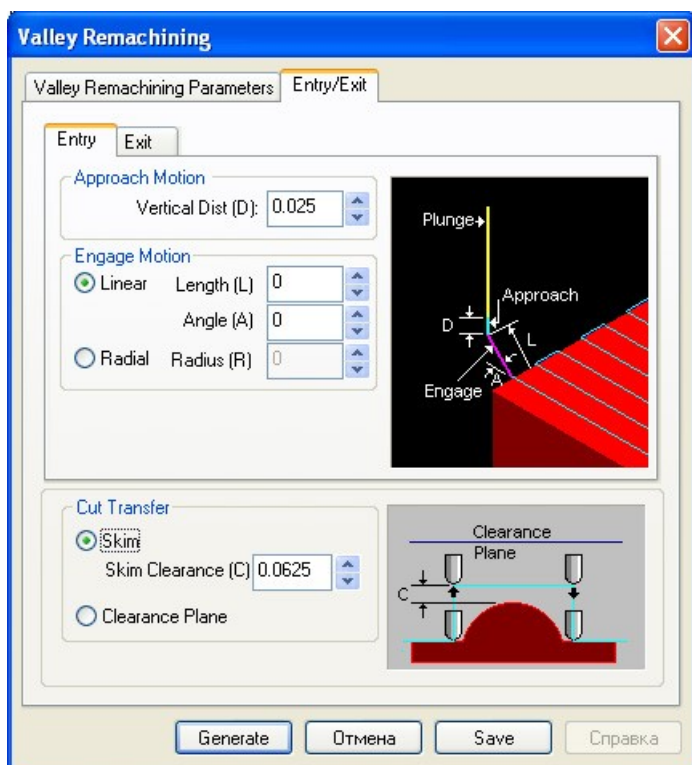 Valley Remachining
Valley Remachining Parameters
Entry/Exit
Entry
Exit
Approach Motion
Vertical Dist (D): 0.025
Engage Motion
Linear Length (L) 0
Angle (A) 0
Radial Radius (R) 0
Plunge
Approach
D
L
A
Engage
Cut Transfer
Skim
Skim Clearance (C) 0.0625
Clearance Plane
Clearance
Plane
C
Generate
Отмена
Save
Справка